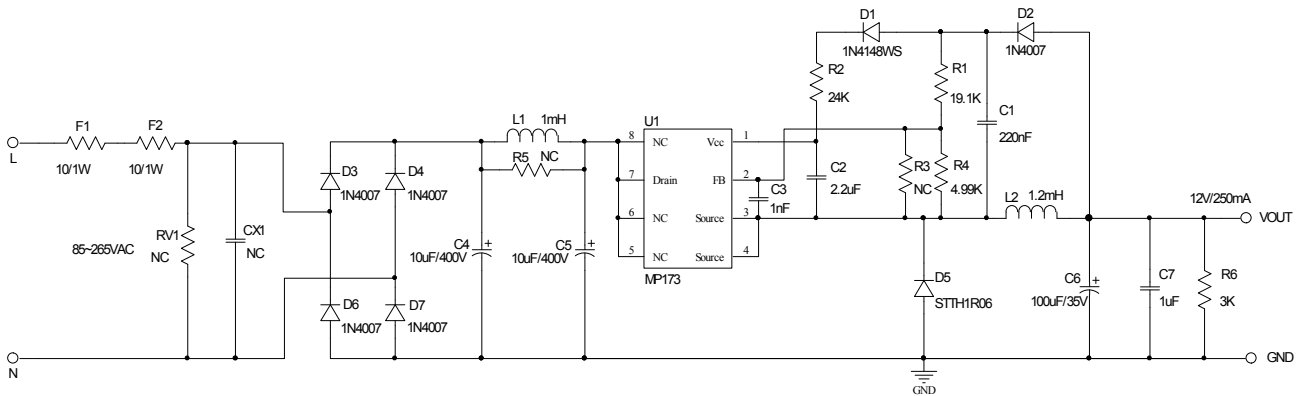 D1
1N4148WS
D2
1N4007
R2
24K
R1
19.1K
C1
220nF
L
F1
10/1W
F2
10/1W
L1 1mH
R5 NC
U1
8 NC Vcc 1
7 Drain FB 2
6 NC Source 3
5 NC Source 4
MP173
C2
2.2uF
C3
1nF
R3
NC
R4
4.99K
L2 1.2mH
12V/250mA
VOUT
D3
1N4007
D4
1N4007
85~265VAC
RV1
NC
CX1
NC
C4 +
10uF/400V
C5 +
10uF/400V
D5
STTH1R06
C6 +
100uF/35V
C7
1uF
R6
3K
D6
1N4007
D7
1N4007
N
GND
GND